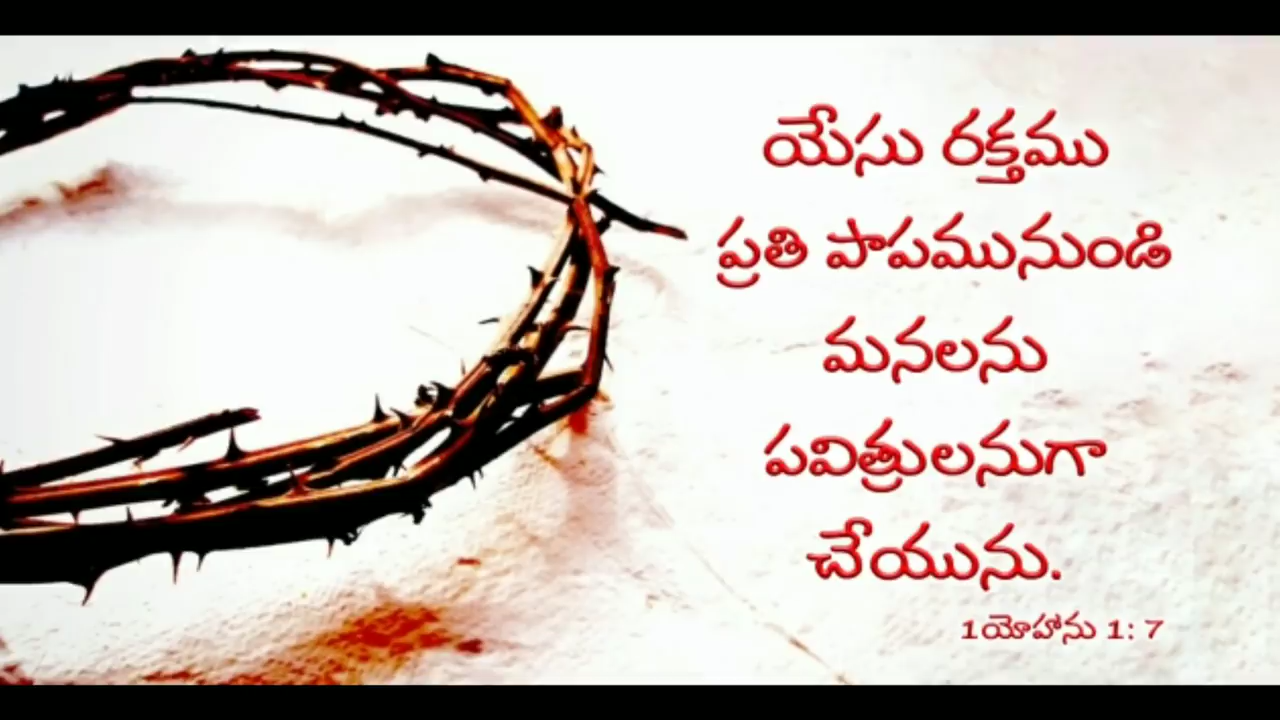 యేసు రక్తము
ప్రతి పాపమునుండి
మనలను
పవిత్రులనుగా
చేయును.
1యోహాను 1: 7